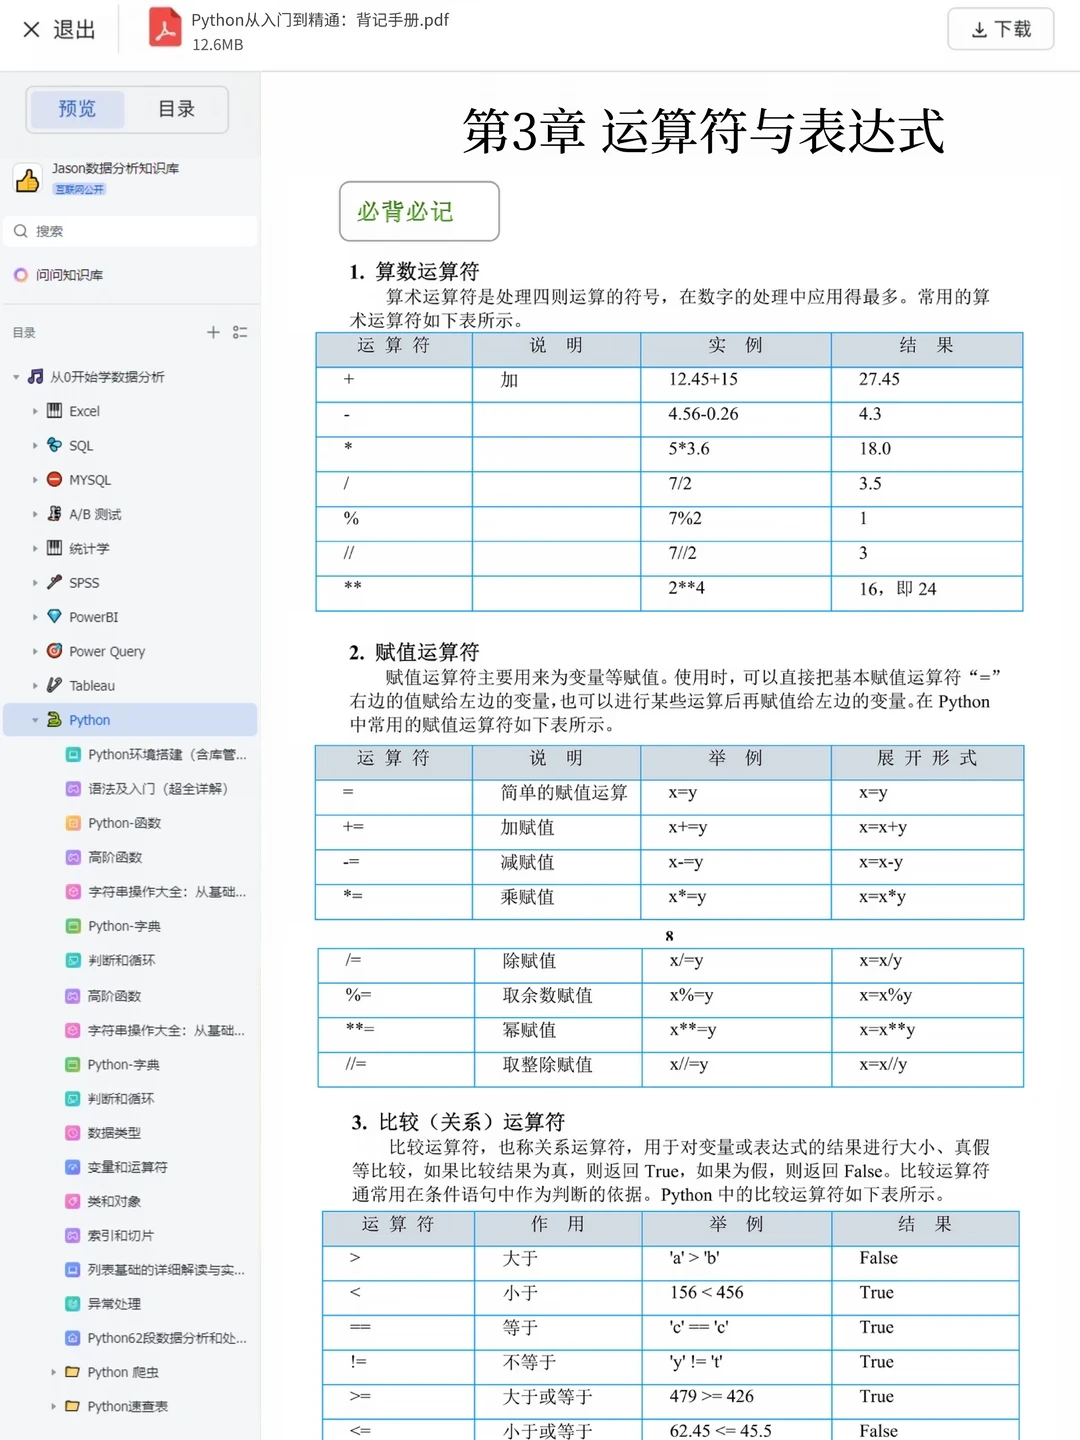 退出
Python从入门到精通：背记手册.pdf
12.6MB
下载
预览
目录
Jason数据分析知识库
互联网公开
搜索
问问知识库
目录
从0开始学数据分析
Excel
SQL
MYSQL
A/B 测试
统计学
SPSS
PowerBI
Power Query
Tableau
Python
Python环境搭建（含库管...
语法及入门（超全详解）
Python-函数
高阶函数
字符串操作大全：从基础...
Python-字典
判断和循环
高阶函数
字符串操作大全：从基础...
Python-字典
判断和循环
数据类型
变量和运算符
类和对象
索引和切片
列表基础的详细解读与实...
异常处理
Python62段数据分析和处...
Python 爬虫
Python速查表
第3章 运算符与表达式
必背必记
1. 算数运算符
算术运算符是处理四则运算的符号，在数字的处理中应用得最多。常用的算
术运算符如下表所示。
运算符 说 明 实 例 结 果
+ 加 12.45+15 27.45
- 4.56-0.26 4.3
* 5*3.6 18.0
/ 7/2 3.5
% 7%2 1
// 7//2 3
** 2**4 16，即 24
2. 赋值运算符
赋值运算符主要用来为变量等赋值。使用时，可以直接把基本赋值运算符“=”
右边的值赋给左边的变量，也可以进行某些运算后再赋值给左边的变量。在 Python
中常用的赋值运算符如下表所示。
运算符 说 明 举 例 展开形式
= 简单的赋值运算 x=y x=y
+= 加赋值 x+=y x=x+y
-= 减赋值 x-=y x=x-y
*= 乘赋值 x*=y x=x*y
8
/= 除赋值 x/=y x=x/y
%= 取余数赋值 x%=y x=x%y
**= 幂赋值 x**=y x=x**y
//= 取整除赋值 x//=y x=x//y
3. 比较（关系）运算符
比较运算符，也称关系运算符，用于对变量或表达式的结果进行大小、真假
等比较，如果比较结果为真，则返回 True，如果为假，则返回 False。比较运算符
通常用在条件语句中作为判断的依据。Python 中的比较运算符如下表所示。
运算符 作 用 举 例 结 果
> 大于 'a' > 'b' False
< 小于 156 < 456 True
== 等于 'c' == 'c' True
!= 不等于 'y' != 't' True
>= 大于或等于 479 >= 426 True
<= 小于或等于 62.45 <= 45.5 False